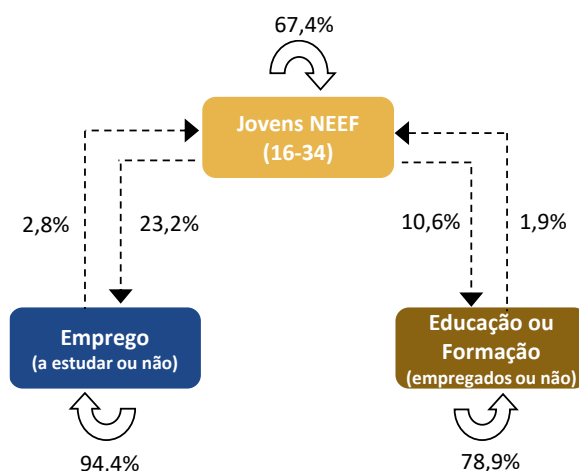 67,4%
Jovens NEEF
(16-34)
2,8%
23,2%
10,6%
1,9%
Emprego
(a estudar ou não)
Educação ou
Formação
(empregados ou não)
94,4%
78,9%